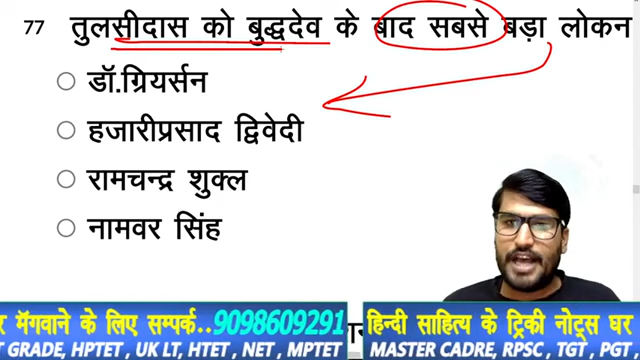 77 तुलसीदास को बुद्धदेव के बाद सबसे बड़ा लोकन
डॉ.ग्रियर्सन
हजारीप्रसाद द्विवेदी
रामचन्द्र शुक्ल
नामवर सिंह
र मॅगवाने के लिए सम्पर्क..9098609291
हिन्दी साहित्य के ट्रिकी नोट्स घर
T GRADE, HPTET , UK LT, HTET , NET , MPTET
MASTER CADRE, RPSC, TGT , PGT